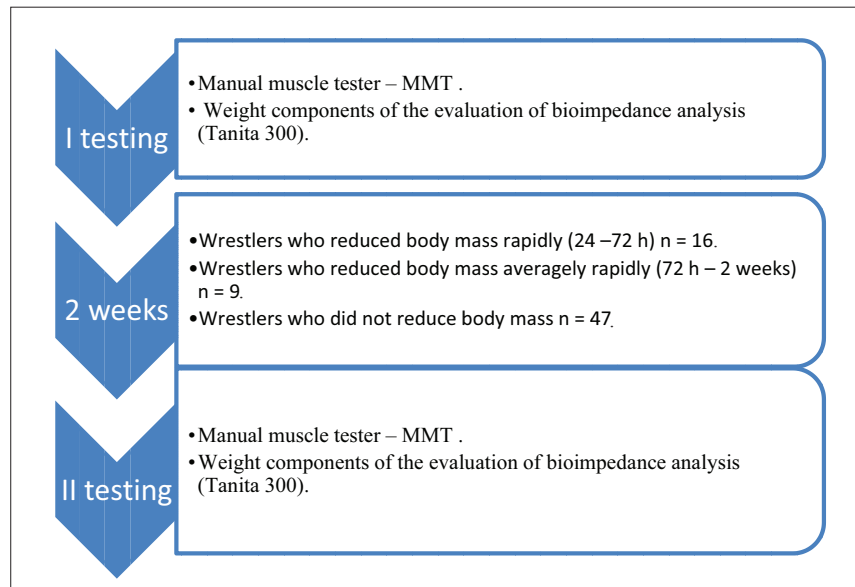 I testing
•Manual muscle tester – MMT .
• Weight components of the evaluation of bioimpedance analysis
(Tanita 300).
2 weeks
•Wrestlers who reduced body mass rapidly (24 –72 h) n = 16.
•Wrestlers who reduced body mass averagely rapidly (72 h – 2 weeks)
n = 9.
•Wrestlers who did not reduce body mass n = 47.
II testing
•Manual muscle tester – MMT .
•Weight components of the evaluation of bioimpedance analysis
(Tanita 300).